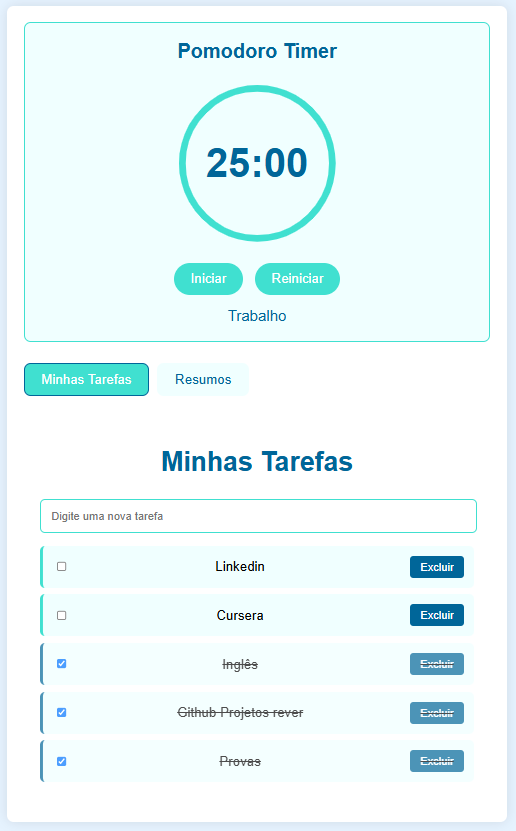 Pomodoro Timer
25:00
Iniciar Reiniciar
Trabalho
Minhas Tarefas Resumos
Minhas Tarefas
Digite uma nova tarefa
Linkedin Excluir
Cursera Excluir
Inglês Excluir
Github Projetos rever Excluir
Provas Excluir